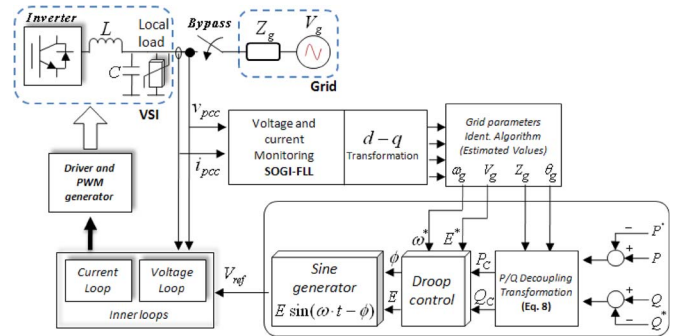 Inverter
L
Local
load
C
VSI
Bypass
Z_g
V_g
Grid
v_pcc
i_pcc
Voltage and
current
Monitoring
SOGI-FLL
d-q
Transformation
Grid parameters
Ident. Algorithm
(Estimated Values)
ω_g V_g Z_g θ_g
Driver and
PWM
generator
Current
Loop
Voltage
Loop
Inner loops
V_ref
Sine
generator
E sin(ω·t-ϕ)
ϕ
E
ω*
E*
Droop
control
P_C
Q_C
P/Q Decoupling
Transformation
(Eq. 8)
- P*
+ P
+ Q
- Q*